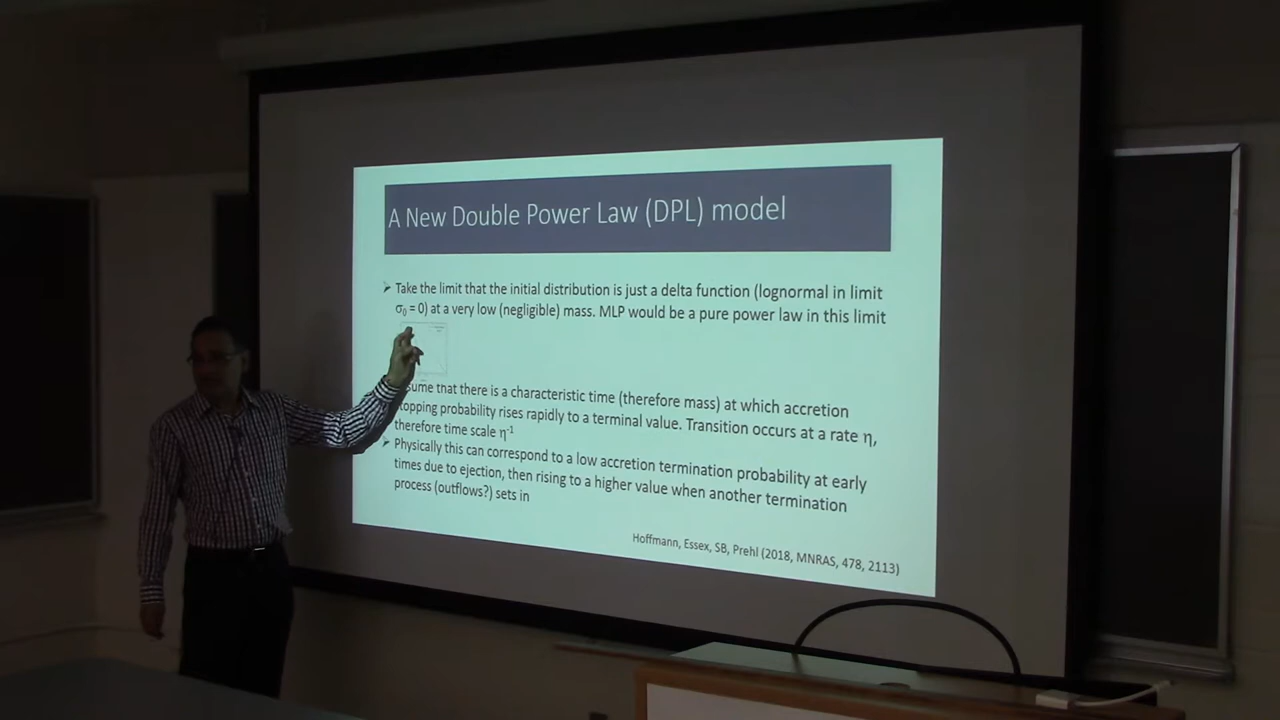 A New Double Power Law (DPL) model
➤ Take the limit that the initial distribution is just a delta function (lognormal in limit
σ₀ = 0) at a very low (negligible) mass. MLP would be a pure power law in this limit
that there is a characteristic time (therefore mass) at which accretion
probability rises rapidly to a terminal value. Transition occurs at a rate η,
therefore time scale η⁻¹
➤ Physically this can correspond to a low accretion termination probability at early
times due to ejection, then rising to a higher value when another termination
process (outflows?) sets in
Hoffmann, Essex, SB, Prehl (2018, MNRAS, 478, 2113)